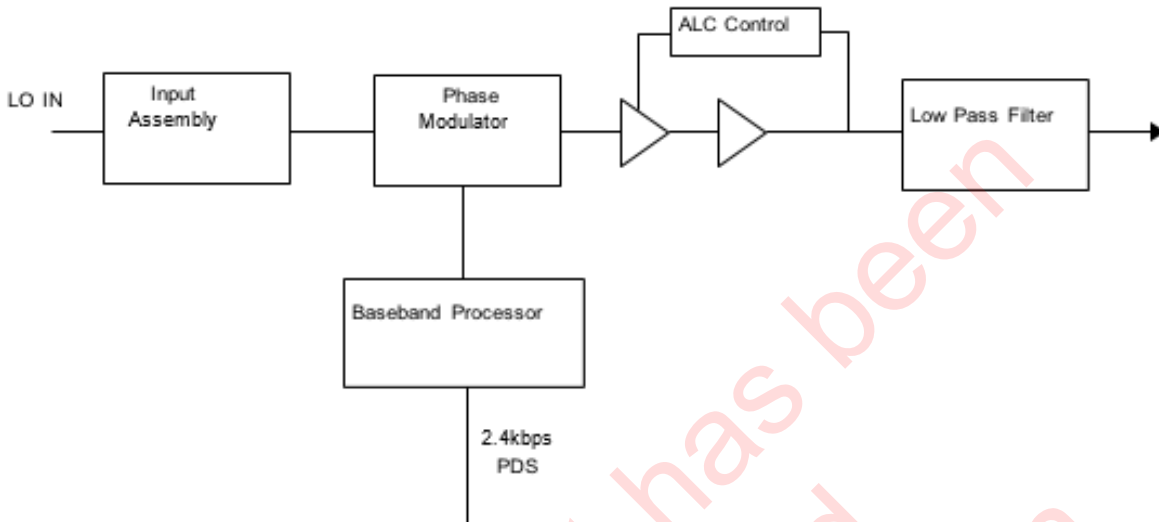 ALC Control
LO IN
Input
Assembly
Phase
Modulator
Low Pass Filter
Baseband Processor
2.4kbps
PDS
has been